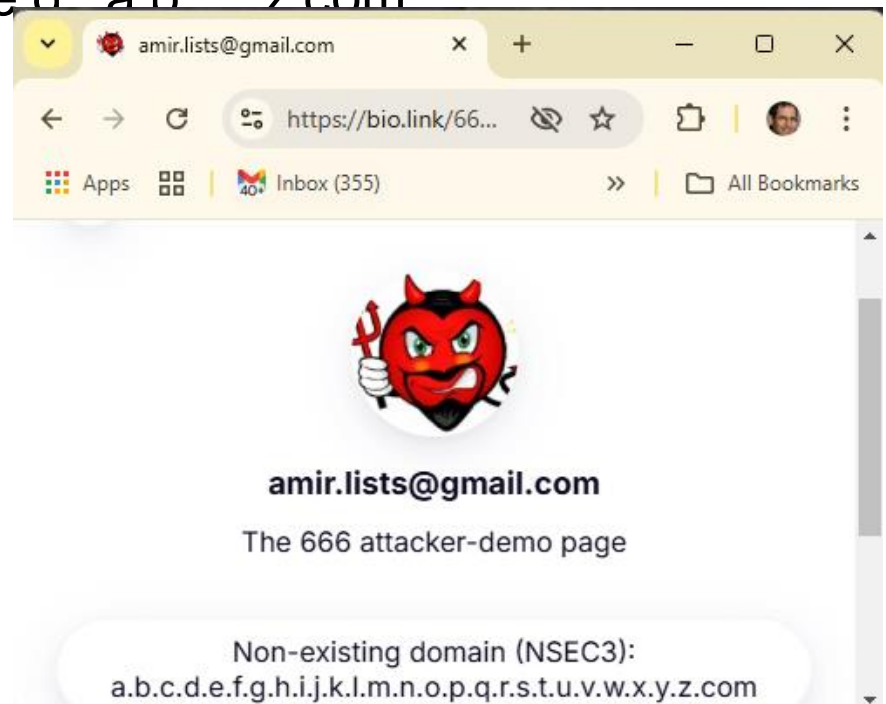 amir.lists@gmail.com
https://bio.link/66...
Apps
40+
Inbox (355)
All Bookmarks
amir.lists@gmail.com
The 666 attacker-demo page
Non-existing domain (NSEC3):
a.b.c.d.e.f.g.h.i.j.k.l.m.n.o.p.q.r.s.t.u.v.w.x.y.z.com